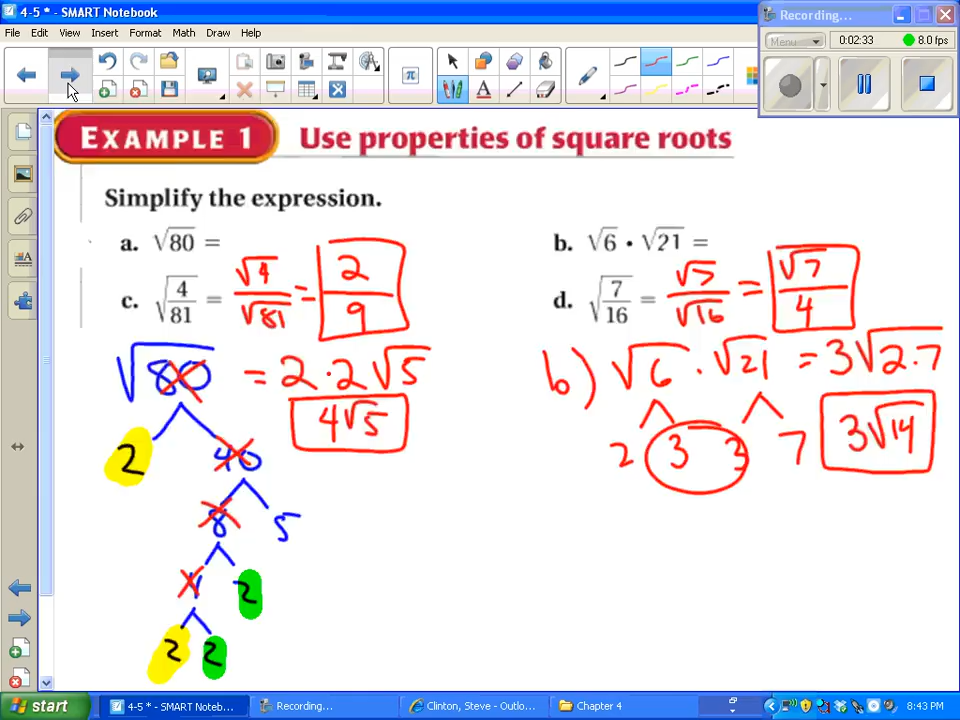 4-5 * - SMART Notebook
File Edit View Insert Format Math Draw Help
Recording...
Menu 00:02:33 8.0 fps
EXAMPLE 1 Use properties of square roots
Simplify the expression.
a. √80 =
b. √6 • √21 =
c. √(4/81) = √4/√81 = 2/9
d. √(7/16) = √7/√16 = √7/4
√80 = 2 · 2√5
4√5
2 40
8 5
4 2
2 2
b) √6 · √21 = 3√2·7
2 3 3 7
3√14
start 4-5 * - SMART Noteb... Recording... Clinton, Steve - Outlo... Chapter 4 8:43 PM